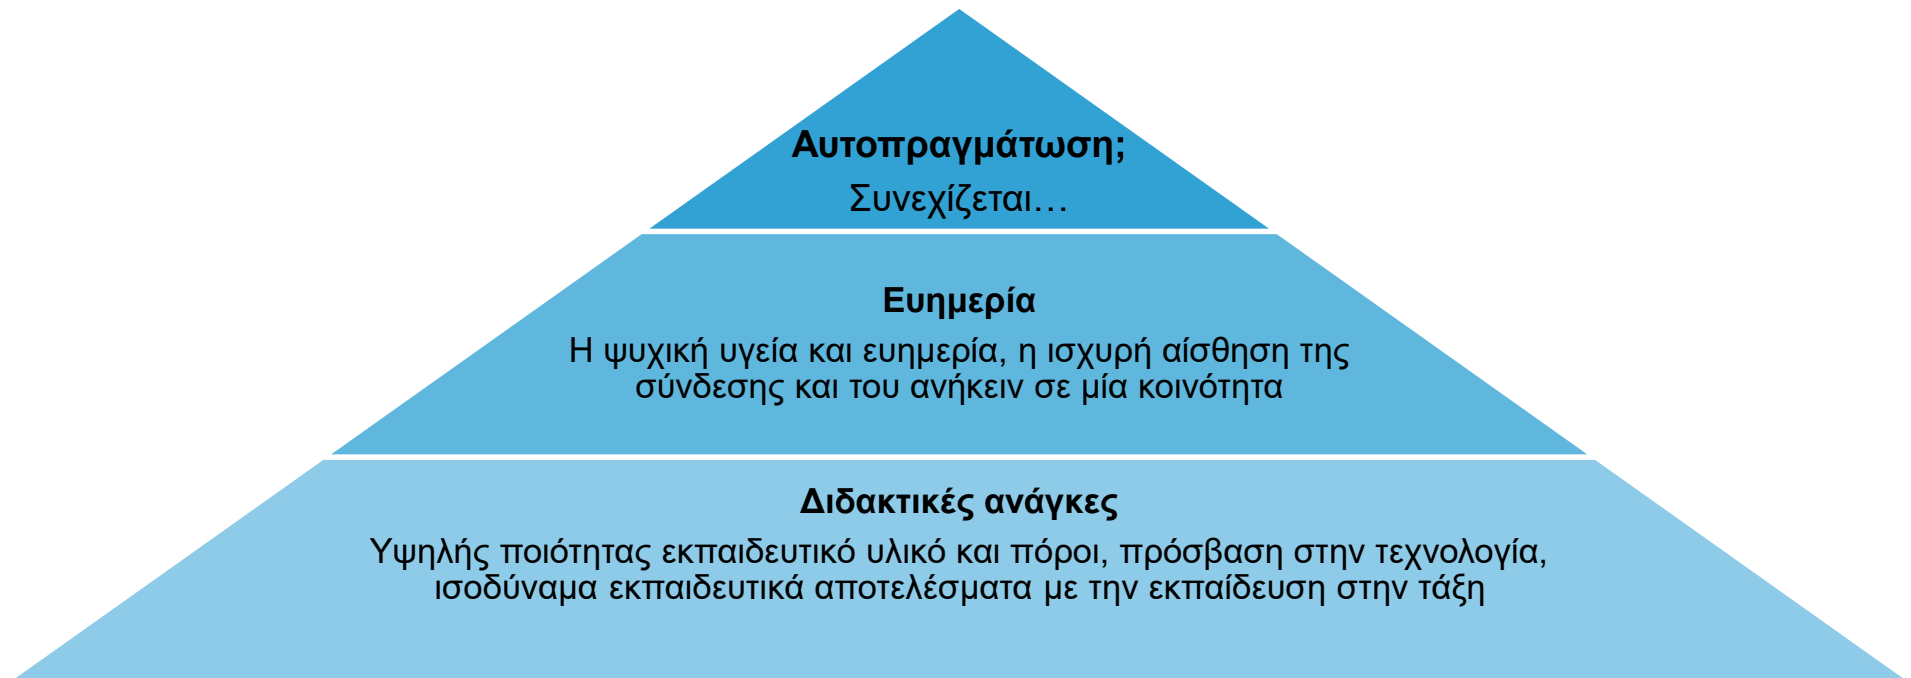 Αυτοπραγμάτωση;
Συνεχίζεται…
Ευημερία
Η ψυχική υγεία και ευημερία, η ισχυρή αίσθηση της
σύνδεσης και του ανήκειν σε μία κοινότητα
Διδακτικές ανάγκες
Υψηλής ποιότητας εκπαιδευτικό υλικό και πόροι, πρόσβαση στην τεχνολογία,
ισοδύναμα εκπαιδευτικά αποτελέσματα με την εκπαίδευση στην τάξη